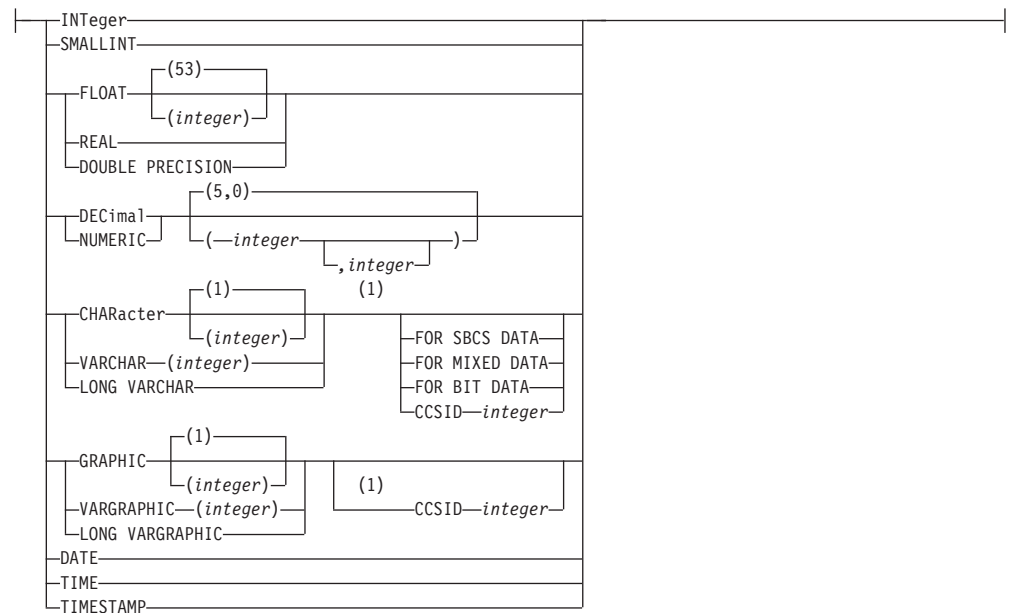 INTeger
SMALLINT
(53)
FLOAT
(integer)
REAL
DOUBLE PRECISION
(5,0)
DECimal
NUMERIC
( integer )
,integer
(1) (1)
CHARacter
(integer)
FOR SBCS DATA
VARCHAR (integer)
FOR MIXED DATA
LONG VARCHAR
FOR BIT DATA
CCSID integer
(1)
GRAPHIC
(integer) (1)
VARGRAPHIC (integer)
CCSID integer
LONG VARGRAPHIC
DATE
TIME
TIMESTAMP